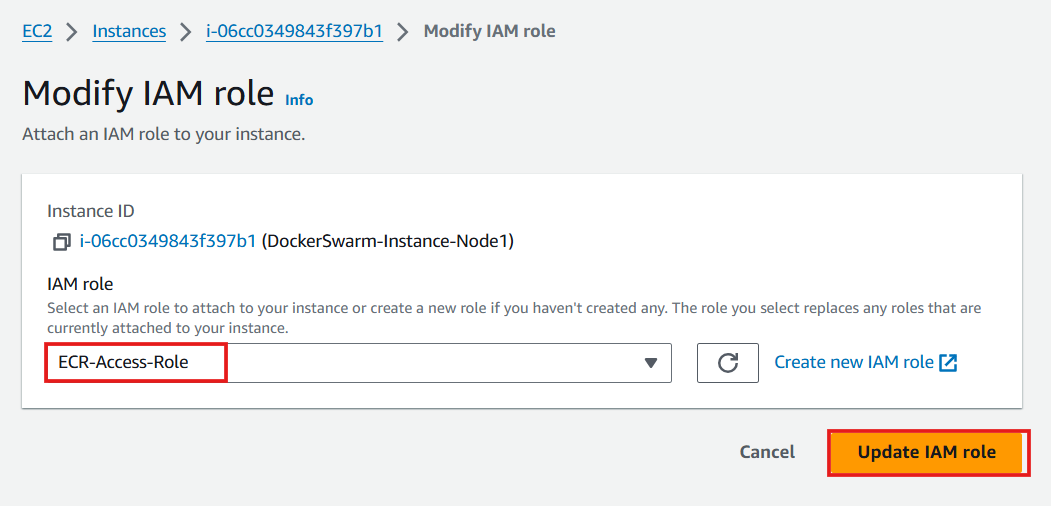 EC2 > Instances > i-06cc0349843f397b1 > Modify IAM role
Modify IAM role Info
Attach an IAM role to your instance.
Instance ID
i-06cc0349843f397b1 (DockerSwarm-Instance-Node1)
IAM role
Select an IAM role to attach to your instance or create a new role if you haven't created any. The role you select replaces any roles that are
currently attached to your instance.
ECR-Access-Role Create new IAM role
Cancel Update IAM role